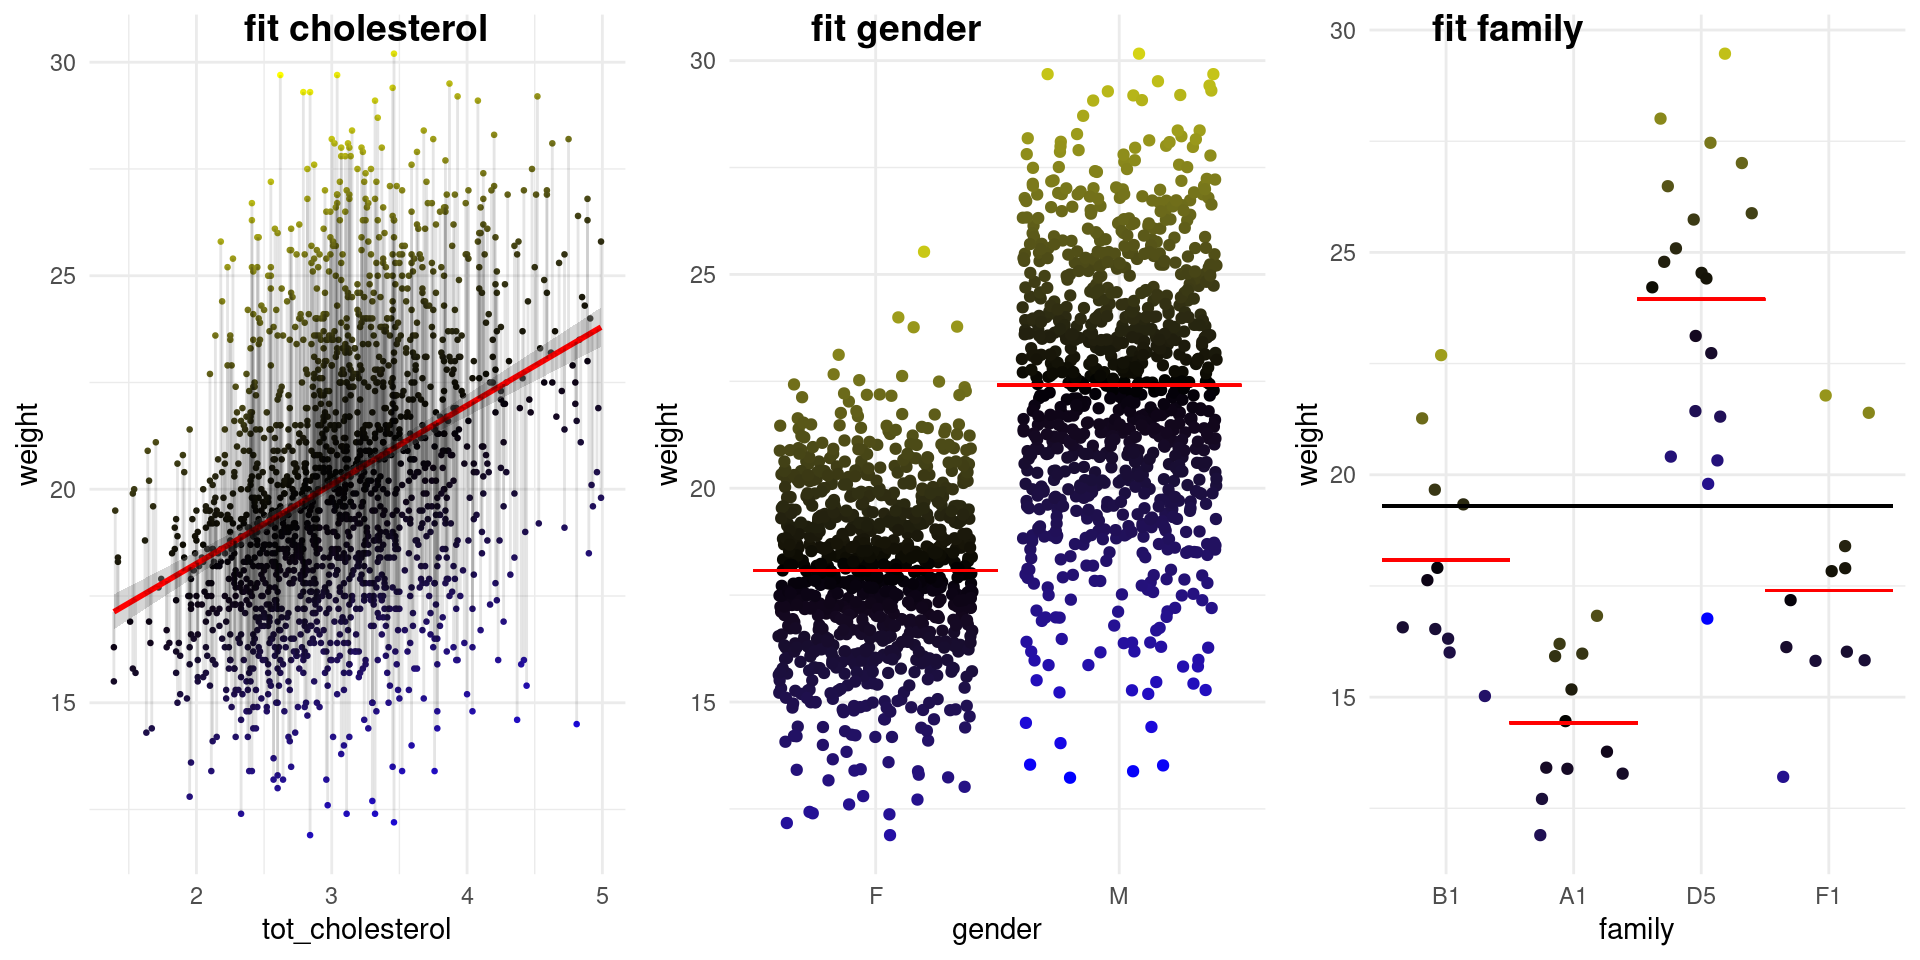 fit cholesterol
30
25
20
15
weight
2 3 4 5
tot_cholesterol
fit gender
30
25
20
15
weight
F M
gender
fit family
30
25
20
15
weight
B1 A1 D5 F1
family